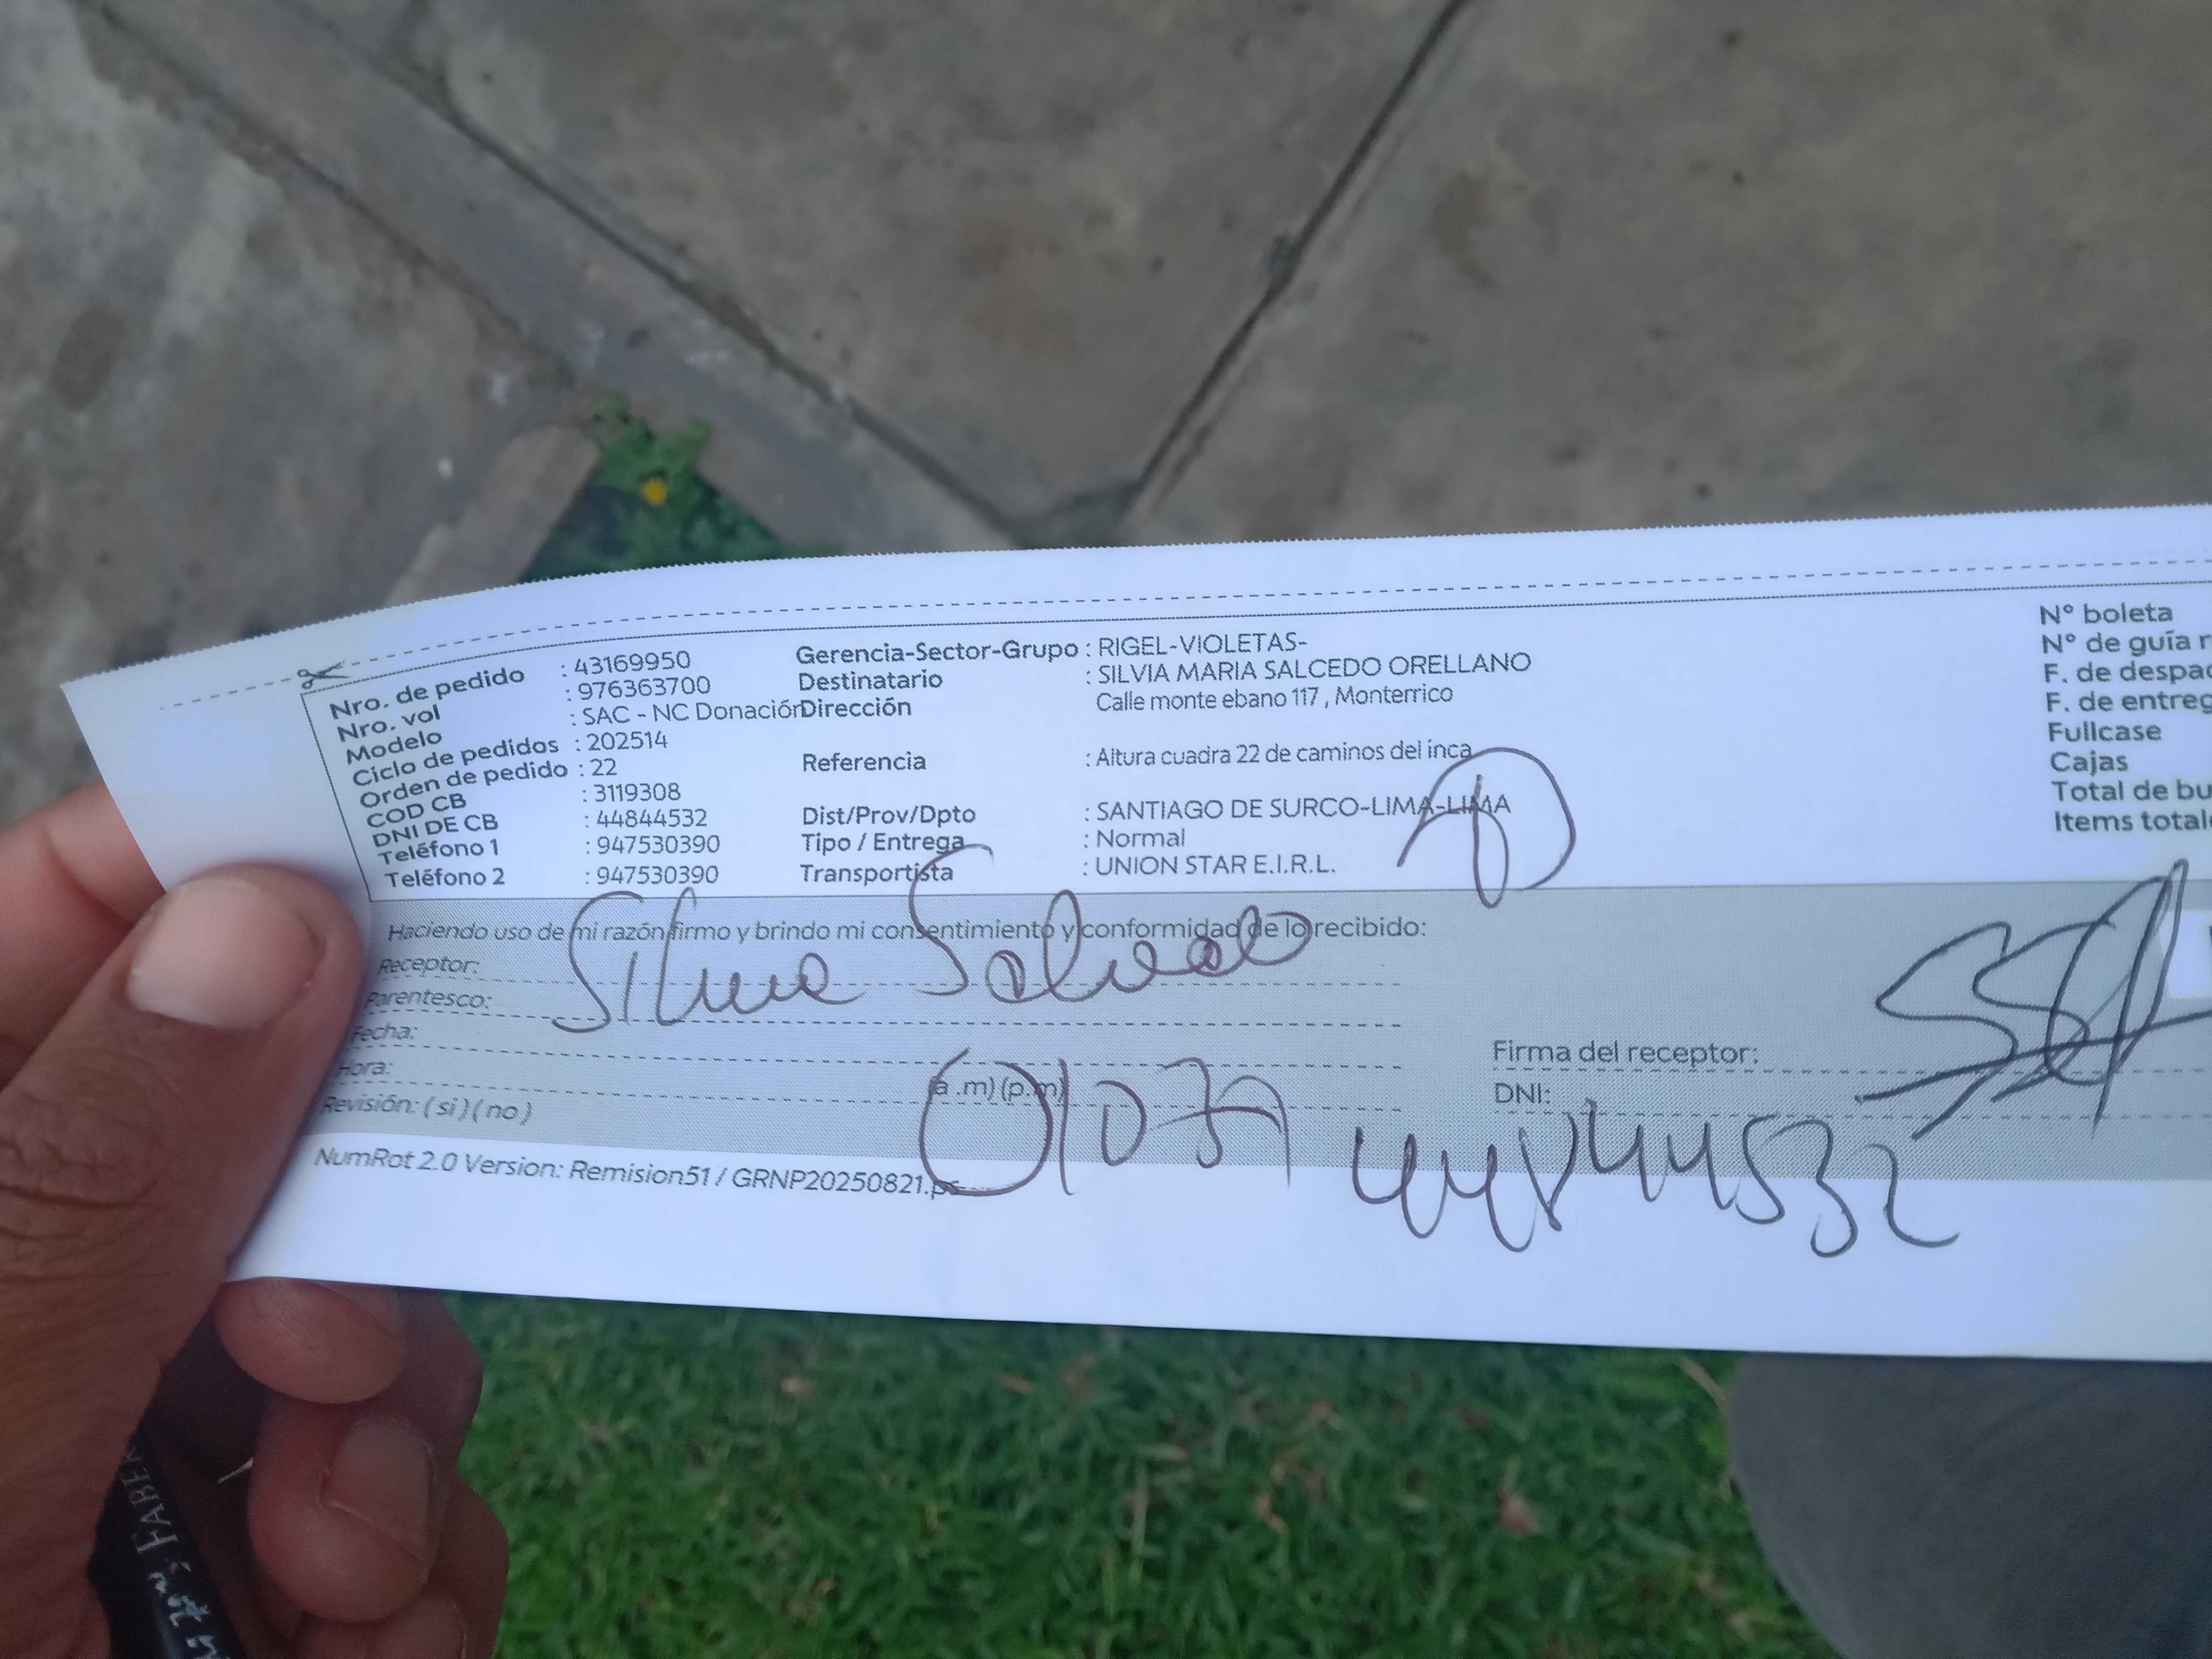 Nro. de pedido : 43169950
Nro. vol : 976363700
Modelo : SAC - NC Donación
Ciclo de pedidos : 202514
Orden de pedido : 22
COD CB : 3119308
DNI DE CB : 44844532
Teléfono 1 : 947530390
Teléfono 2 : 947530390
Gerencia-Sector-Grupo : RIGEL-VIOLETAS-
Destinatario : SILVIA MARIA SALCEDO ORELLANO
Dirección Calle monte ebano 117 , Monterrico
Referencia : Altura cuadra 22 de caminos del inca
Dist/Prov/Dpto : SANTIAGO DE SURCO-LIMA-LIMA
Tipo / Entrega : Normal
Transportista : UNION STAR E.I.R.L.
N° boleta
N° de guía r
F. de despac
F. de entreg
Fullcase
Cajas
Total de bu
Items total
Haciendo uso de mi razón firmo y brindo mi consentimiento y conformidad de lo recibido:
Receptor: Silvia Salcedo
Parentesco:
Fecha:
Hora: (a .m) (p.m)
Revisión: ( si ) ( no )
Firma del receptor:
DNI: 44844532
NumRot 2.0 Version: Remision51 / GRNP20250821.ps